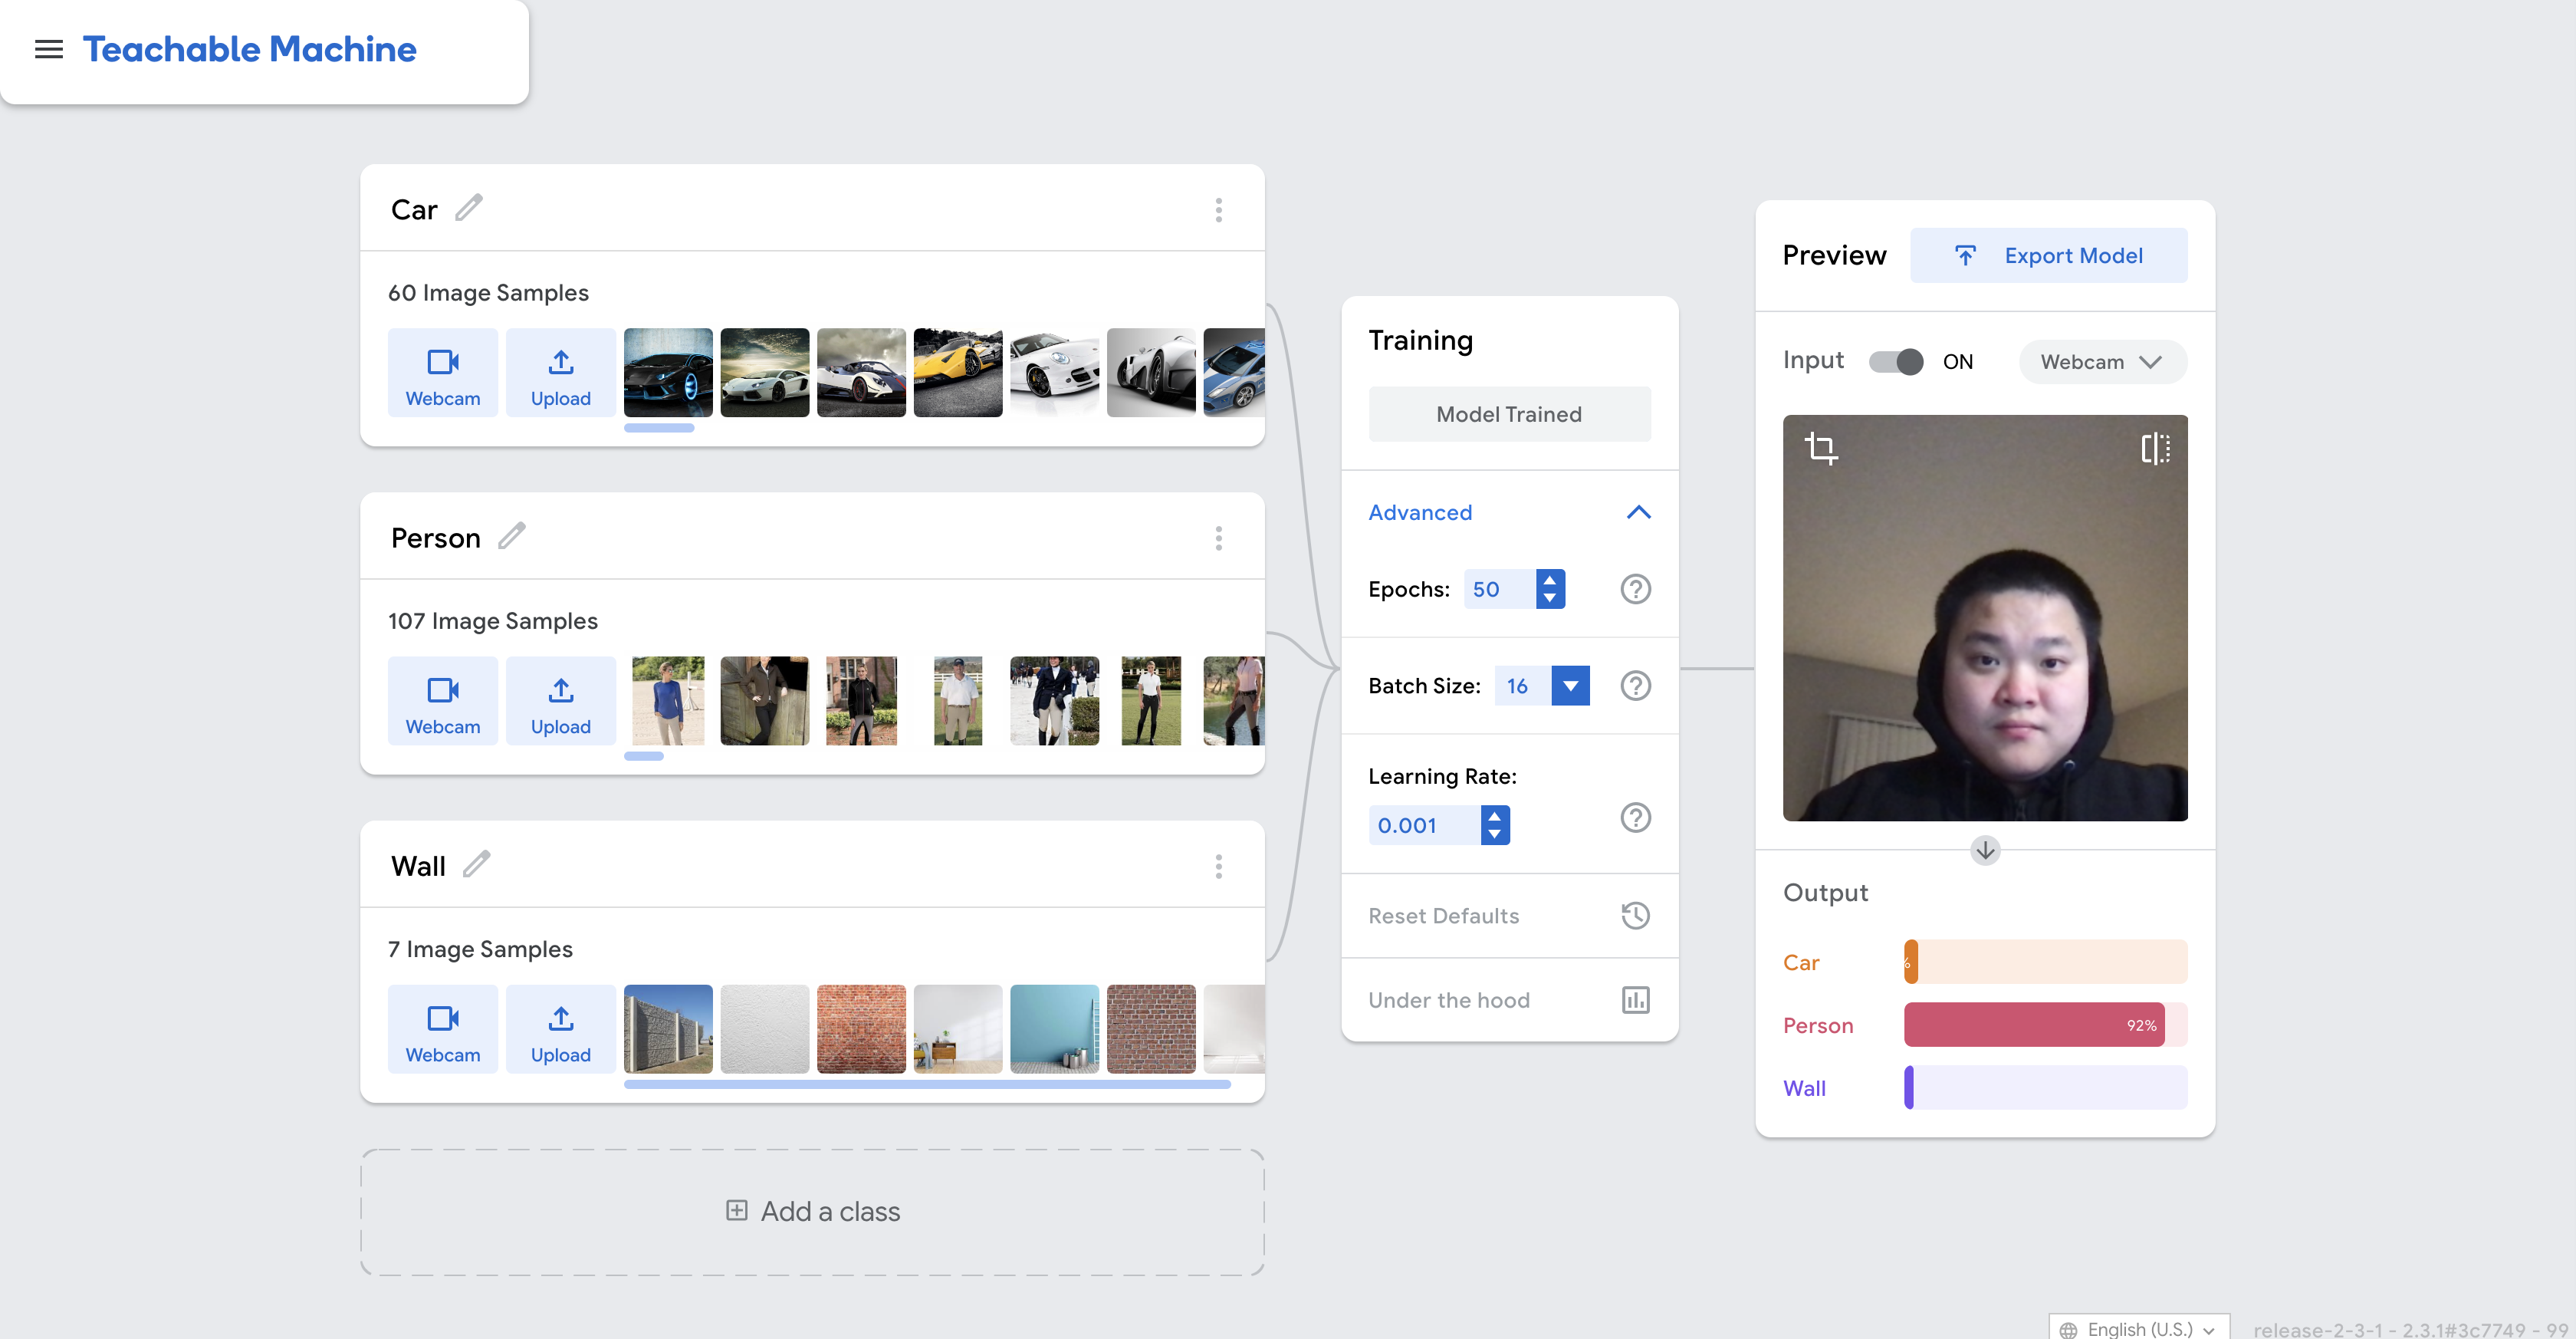 Teachable Machine
Car
60 Image Samples
Webcam
Upload
Person
107 Image Samples
Webcam
Upload
Wall
7 Image Samples
Webcam
Upload
Add a class
Training
Model Trained
Advanced
Epochs: 50
Batch Size: 16
Learning Rate:
0.001
Reset Defaults
Under the hood
Preview
Export Model
Input ON Webcam
Output
Car %
Person 92%
Wall
English (U.S.)
release-2-3-1 - 2.3.1#3c7749 - 99